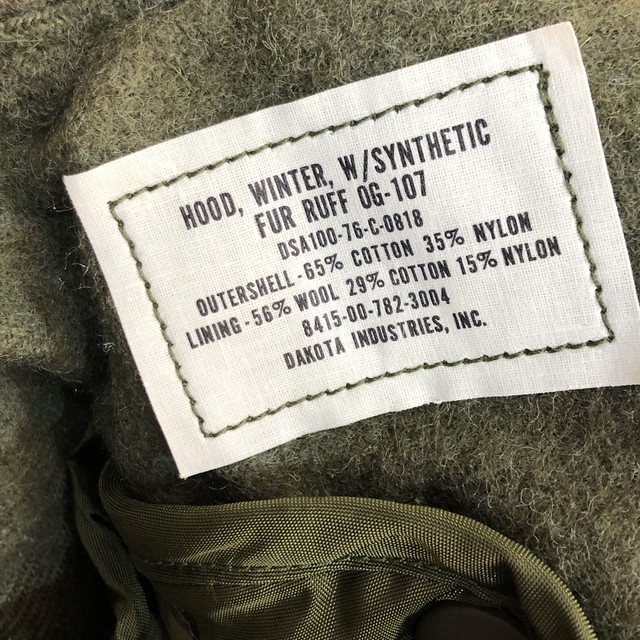 HOOD, WINTER, W/SYNTHETIC
FUR RUFF OG-107
DSA100-76-C-0818
OUTERSHELL-65% COTTON 35% NYLON
LINING-56% WOOL 29% COTTON 15% NYLON
8415-00-782-3004
DAKOTA INDUSTRIES, INC.